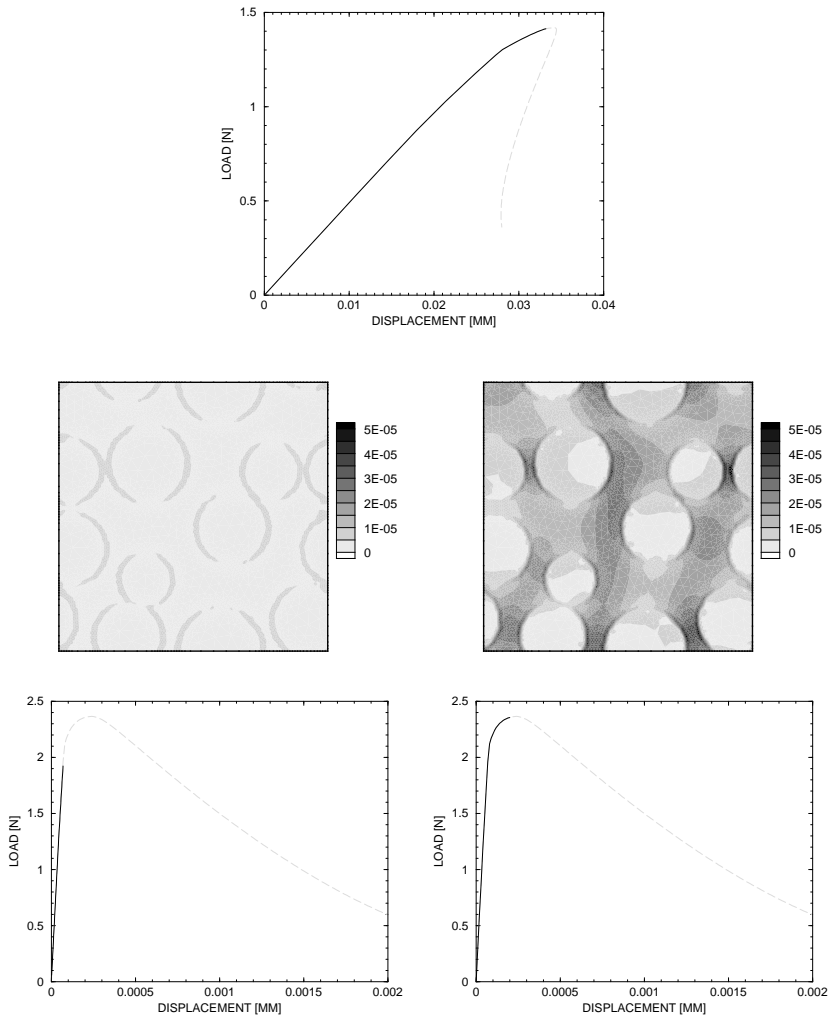 1.5
1
0.5
0
LOAD [N]
0 0.01 0.02 0.03 0.04
DISPLACEMENT [MM]
5E-05
4E-05
3E-05
2E-05
1E-05
0
5E-05
4E-05
3E-05
2E-05
1E-05
0
2.5
2
1.5
1
0.5
0
LOAD [N]
0 0.0005 0.001 0.0015 0.002
DISPLACEMENT [MM]
2.5
2
1.5
1
0.5
0
LOAD [N]
0 0.0005 0.001 0.0015 0.002
DISPLACEMENT [MM]